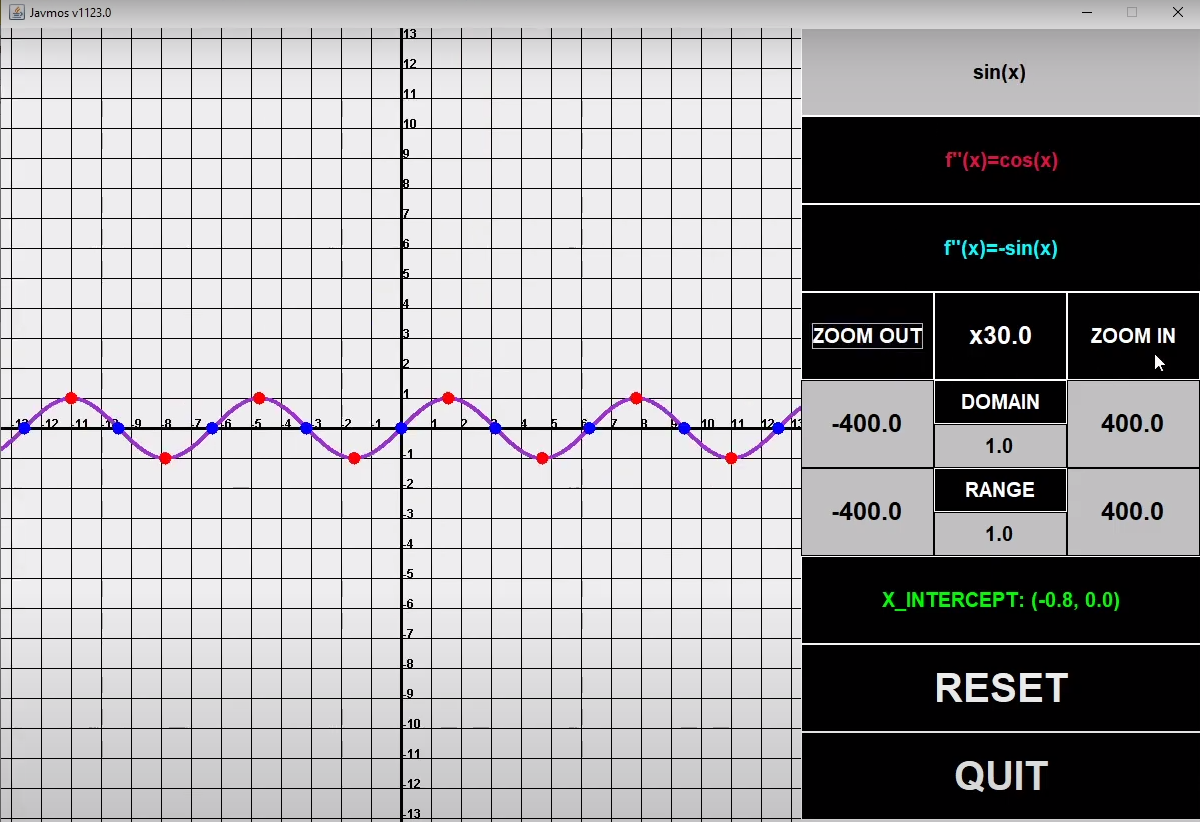 Javmos v1123.0
13
12
11
10
9
8
7
6
5
4
3
2
1
-13 -12 -11 -10 -9 -8 -7 -6 -5 -4 -3 -2 -1 1 2 3 4 5 6 7 8 9 10 11 12 13
-1
-2
-3
-4
-5
-6
-7
-8
-9
-10
-11
-12
-13
sin(x)
f''(x)=cos(x)
f''(x)=-sin(x)
ZOOM OUT x30.0 ZOOM IN
-400.0 DOMAIN 400.0
1.0
-400.0 RANGE 400.0
1.0
X_INTERCEPT: (-0.8, 0.0)
RESET
QUIT